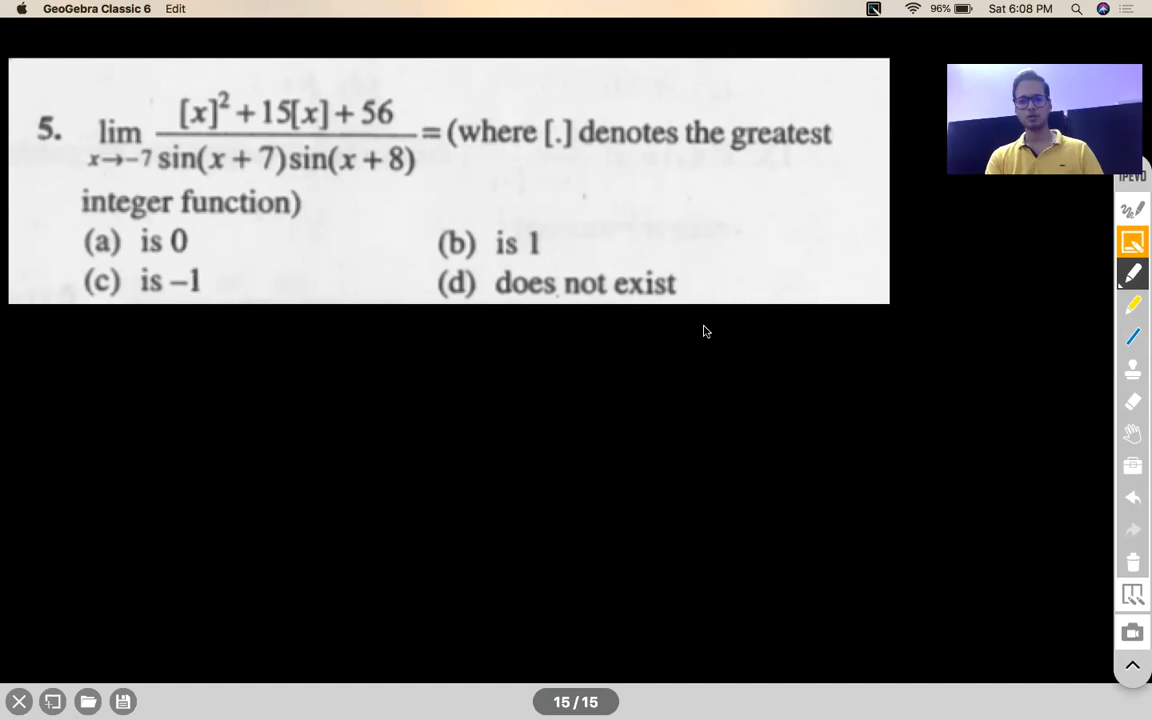 GeoGebra Classic 6 Edit 96% Sat 6:08 PM
5. lim x→−7 [x]² + 15[x] + 56 / sin(x + 7) sin(x + 8) = (where [.] denotes the greatest
integer function)
(a) is 0 (b) is 1
(c) is −1 (d) does not exist
IPEVO
15 / 15